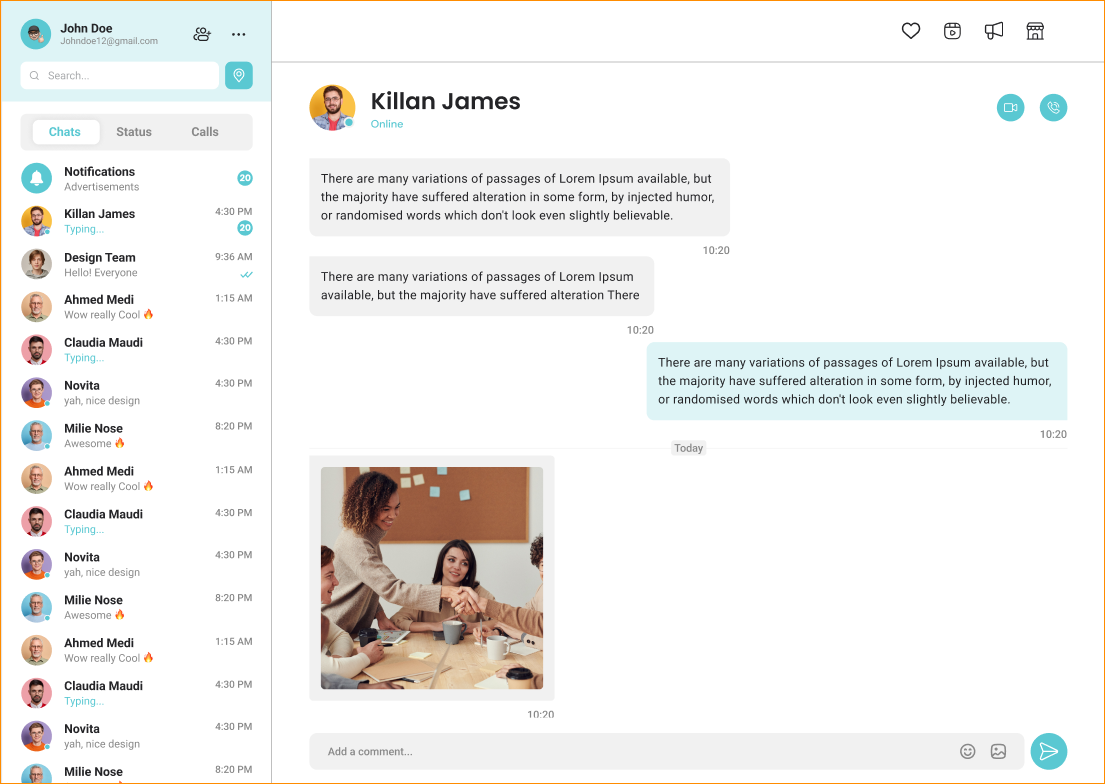 John Doe
Johndoe12@gmail.com
Search...
Chats Status Calls
Notifications
Advertisements
20
Killan James 4:30 PM
Typing... 20
Design Team 9:36 AM
Hello! Everyone
Ahmed Medi 1:15 AM
Wow really Cool 🔥
Claudia Maudi 4:30 PM
Typing...
Novita 4:30 PM
yah, nice design
Milie Nose 8:20 PM
Awesome 🔥
Ahmed Medi 1:15 AM
Wow really Cool 🔥
Claudia Maudi 4:30 PM
Typing...
Novita 4:30 PM
yah, nice design
Milie Nose 8:20 PM
Awesome 🔥
Ahmed Medi 1:15 AM
Wow really Cool 🔥
Claudia Maudi 4:30 PM
Typing...
Novita 4:30 PM
yah, nice design
Milie Nose 8:20 PM
Killan James
Online
There are many variations of passages of Lorem Ipsum available, but
the majority have suffered alteration in some form, by injected humor,
or randomised words which don't look even slightly believable.
10:20
There are many variations of passages of Lorem Ipsum
available, but the majority have suffered alteration There
10:20
There are many variations of passages of Lorem Ipsum available, but
the majority have suffered alteration in some form, by injected humor,
or randomised words which don't look even slightly believable.
10:20
Today
10:20
Add a comment...